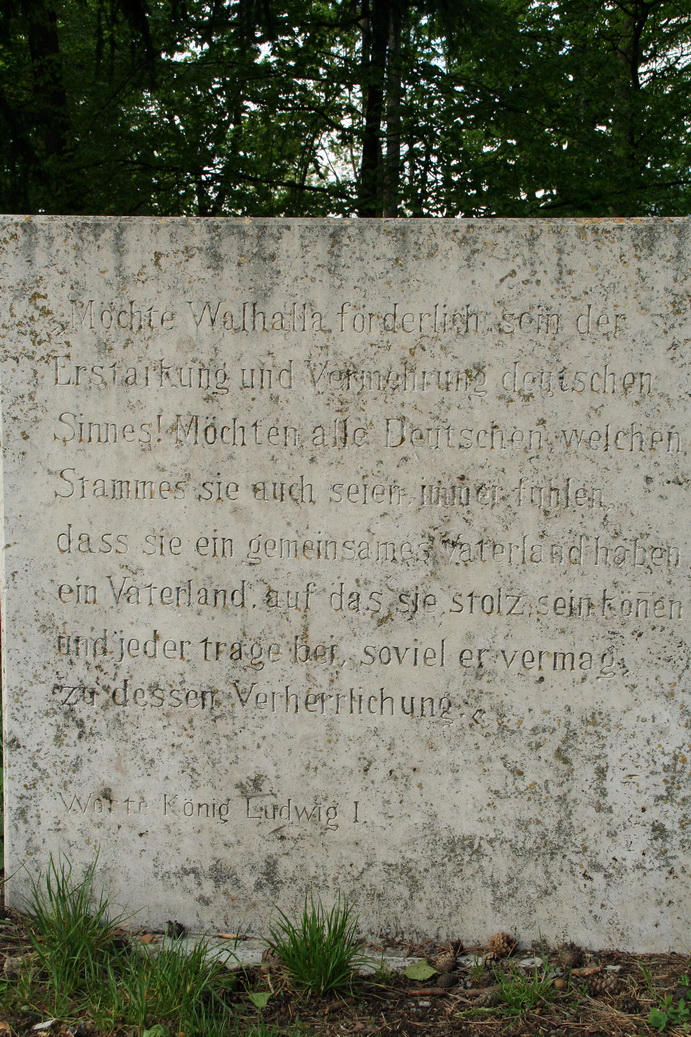 »Möchte Walhalla förderlich sein der
Erstarkung und Vermehrung deutschen
Sinnes! Möchten alle Deutschen, welchen
Stammes sie auch seien, immer fühlen,
dass sie ein gemeinsames Vaterland haben,
ein Vaterland, auf das sie stolz sein könen
und jeder trage bei, soviel er vermag,
zu dessen Verherrlichung.«
Worte König Ludwig I.